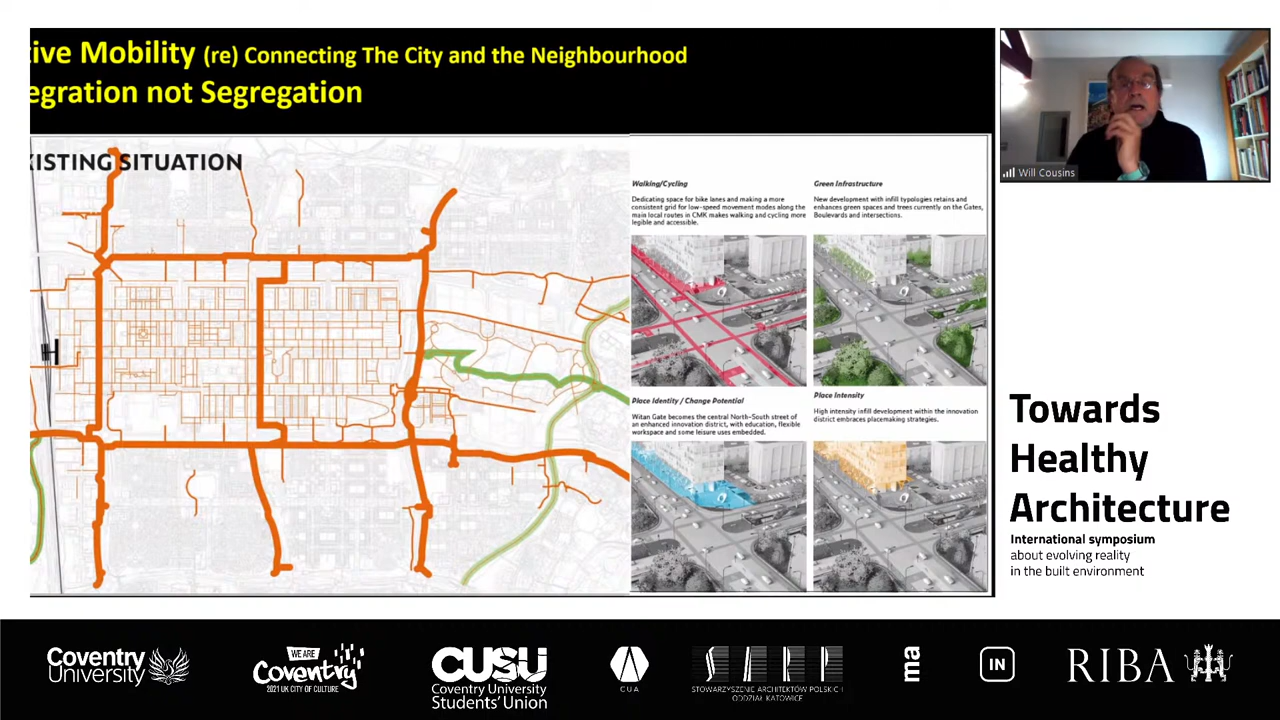 tive Mobility (re) Connecting The City and the Neighbourhood
egration not Segregation
XISTING SITUATION
Walking/Cycling
Dedicating space for bike lanes and making a more
consistent grid for low-speed movement modes along the
main local routes in CMK makes walking and cycling more
legible and accessible.
Green Infrastructure
New development with infill typologies retains and
enhances green spaces and trees currently on the Gates,
Boulevards and intersections.
Place Identity / Change Potential
Witan Gate becomes the central North-South street of
an enhanced innovation district, with education, flexible
workspace and some leisure uses embedded.
Place Intensity
High intensity infill development within the innovation
district embraces placemaking strategies.
Will Cousins
Towards
Healthy
Architecture
International symposium
about evolving reality
in the built environment
Coventry
University
WE ARE
Coventry
2021 UK CITY OF CULTURE
CUSU
Coventry University
Students' Union
CUA
SARP
STOWARZYSZENIE ARCHITEKTÓW POLSKICH
ODDZIAŁ KATOWICE
ma
IN
RIBA